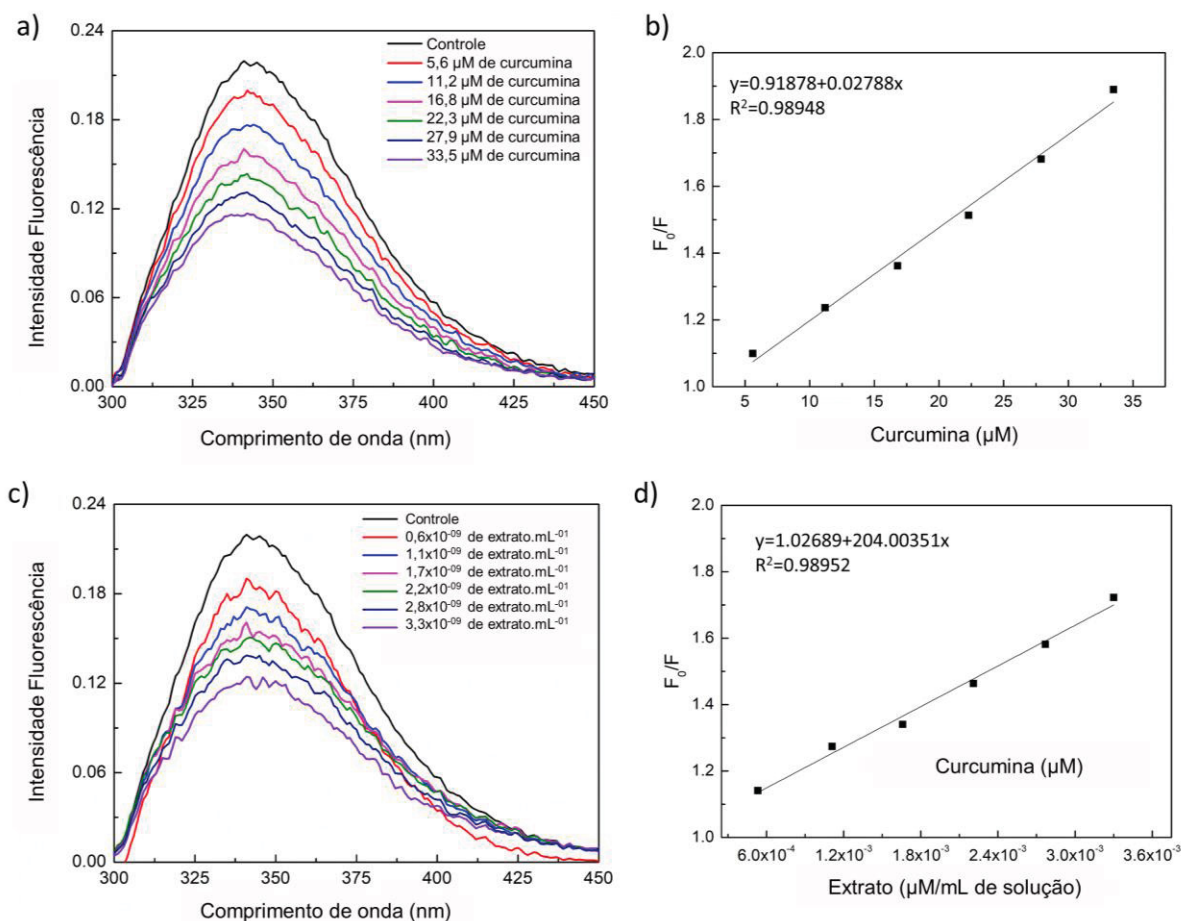 a)
0.24
0.18
0.12
0.06
0.00
Intensidade Fluorescência
Controle
5,6 µM de curcumina
11,2 µM de curcumina
16,8 µM de curcumina
22,3 µM de curcumina
27,9 µM de curcumina
33,5 µM de curcumina
300 325 350 375 400 425 450
Comprimento de onda (nm)
b)
2.0
1.8
1.6
1.4
1.2
1.0
F₀/F
y=0.91878+0.02788x
R²=0.98948
5 10 15 20 25 30 35
Curcumina (µM)
c)
0.24
0.18
0.12
0.06
0.00
Intensidade Fluorescência
Controle
0,6x10⁻⁰⁹ de extrato.mL⁻⁰¹
1,1x10⁻⁰⁹ de extrato.mL⁻⁰¹
1,7x10⁻⁰⁹ de extrato.mL⁻⁰¹
2,2x10⁻⁰⁹ de extrato.mL⁻⁰¹
2,8x10⁻⁰⁹ de extrato.mL⁻⁰¹
3,3x10⁻⁰⁹ de extrato.mL⁻⁰¹
300 325 350 375 400 425 450
Comprimento de onda (nm)
d)
2.0
1.8
1.6
1.4
1.2
1.0
F₀/F
y=1.02689+204.00351x
R²=0.98952
Curcumina (µM)
6.0x10⁻⁴ 1.2x10⁻³ 1.8x10⁻³ 2.4x10⁻³ 3.0x10⁻³ 3.6x10⁻³
Extrato (µM/mL de solução)